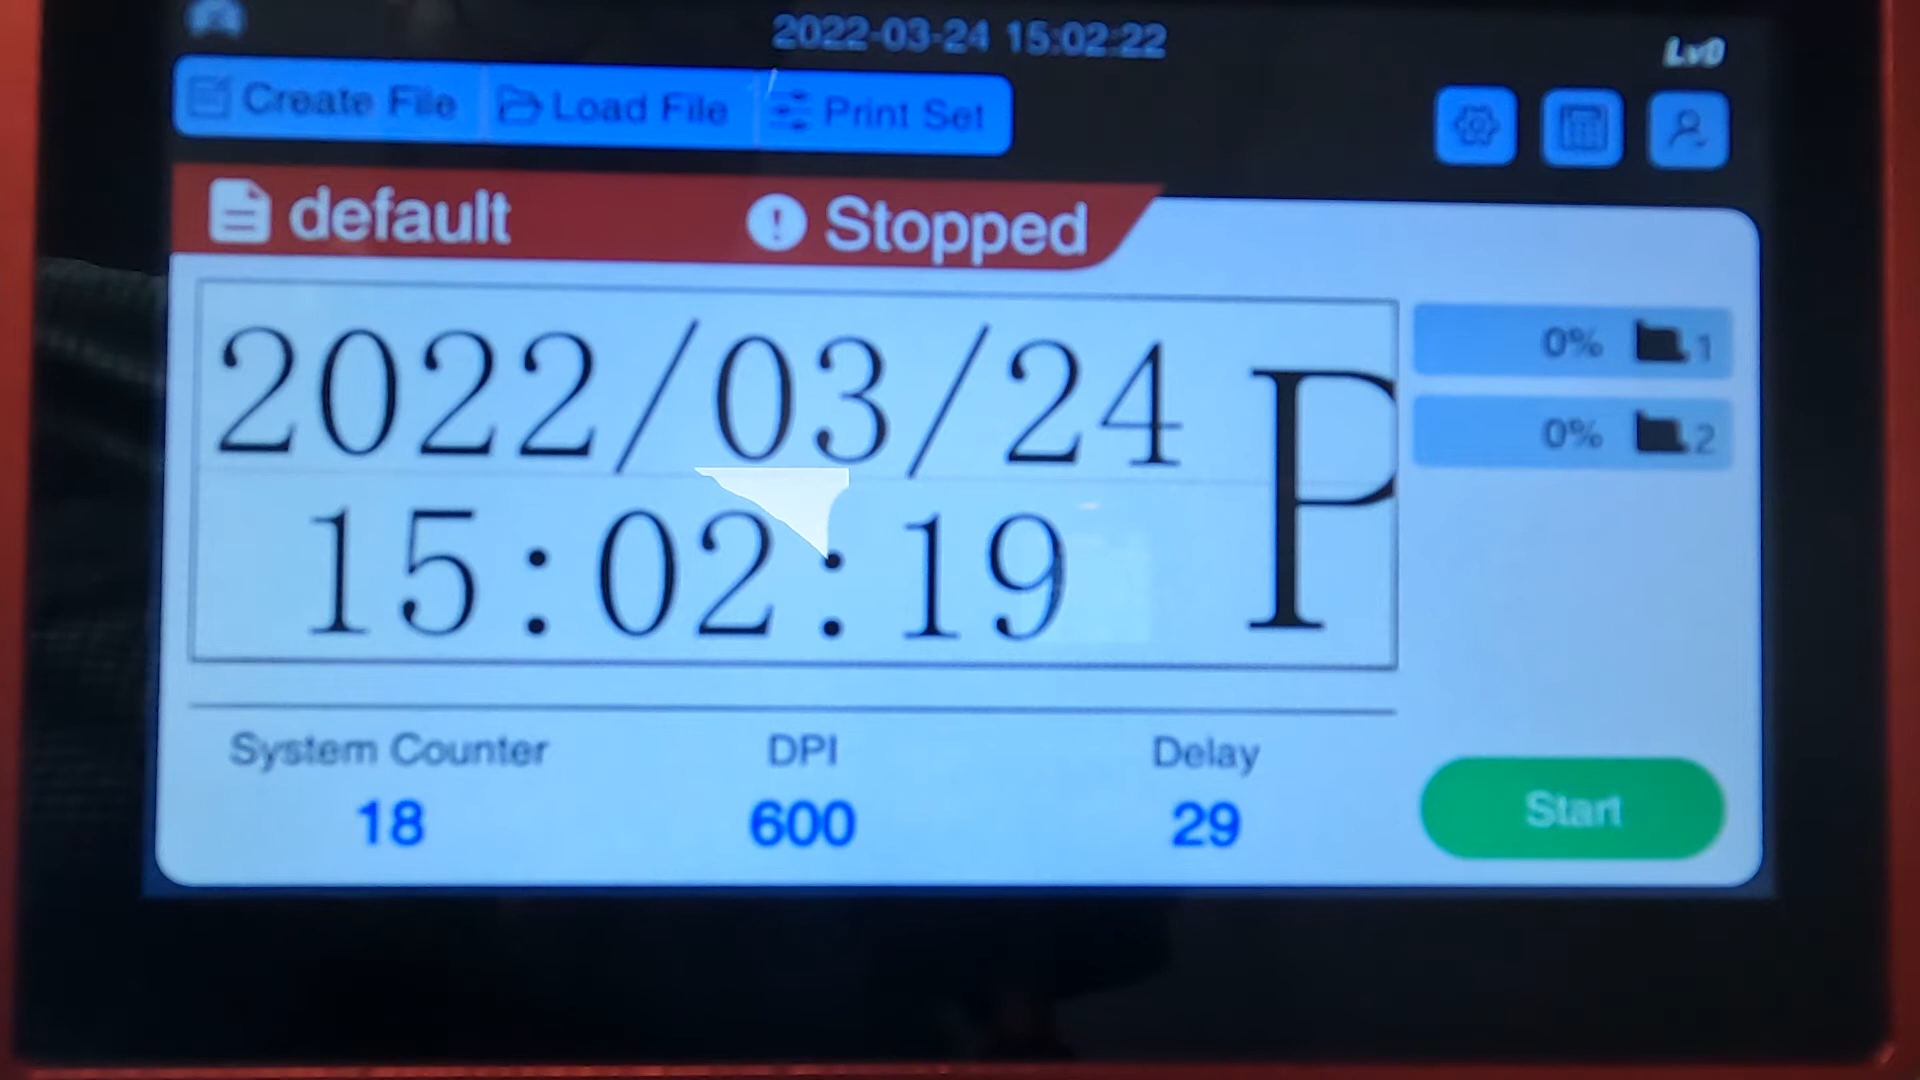 2022-03-24 15:02:22
Lv0
Create File Load File Print Set
default Stopped
2022/03/24 P
15:02:19
0% 1
0% 2
System Counter DPI Delay
18 600 29
Start